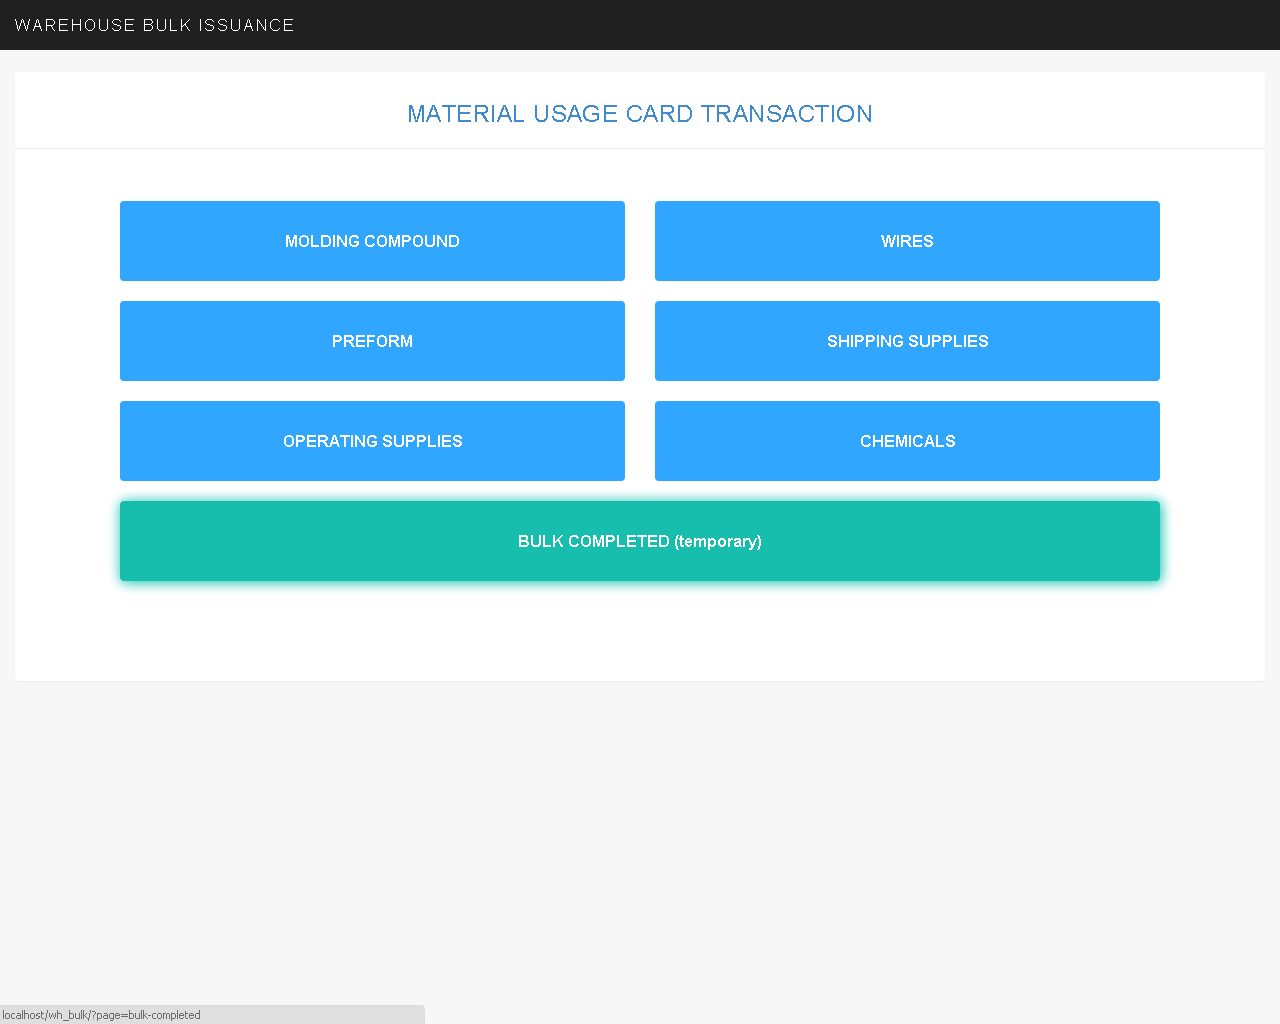 WAREHOUSE BULK ISSUANCE
MATERIAL USAGE CARD TRANSACTION
MOLDING COMPOUND
WIRES
PREFORM
SHIPPING SUPPLIES
OPERATING SUPPLIES
CHEMICALS
BULK COMPLETED (temporary)
localhost/wh_bulk/?page=bulk-completed